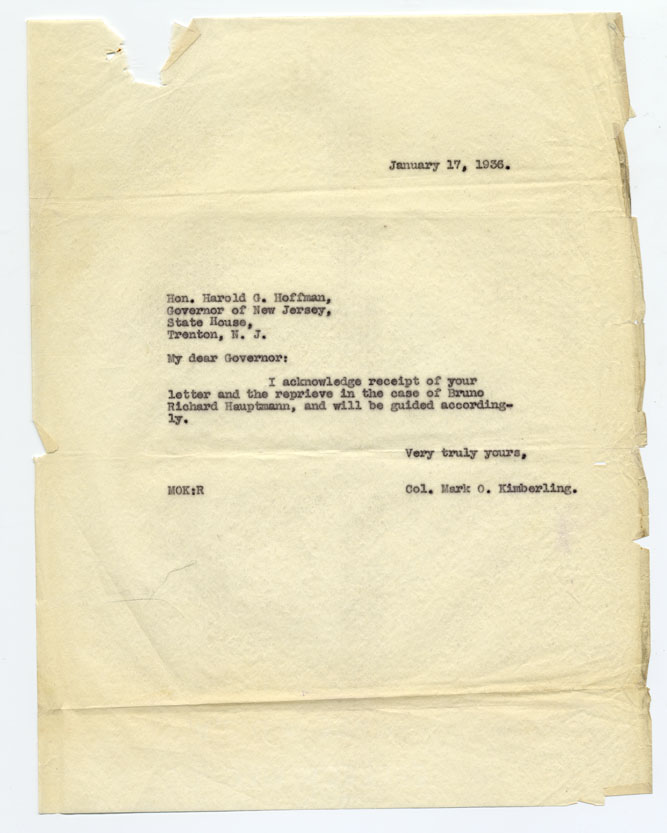 January 17, 1936.
Hon. Harold G. Hoffman,
Governor of New Jersey,
State House,
Trenton, N. J.
My dear Governor:
I acknowledge receipt of your
letter and the reprieve in the case of Bruno
Richard Hauptmann, and will be guided according-
ly.
Very truly yours,
MOK:R
Col. Mark O. Kimberling.